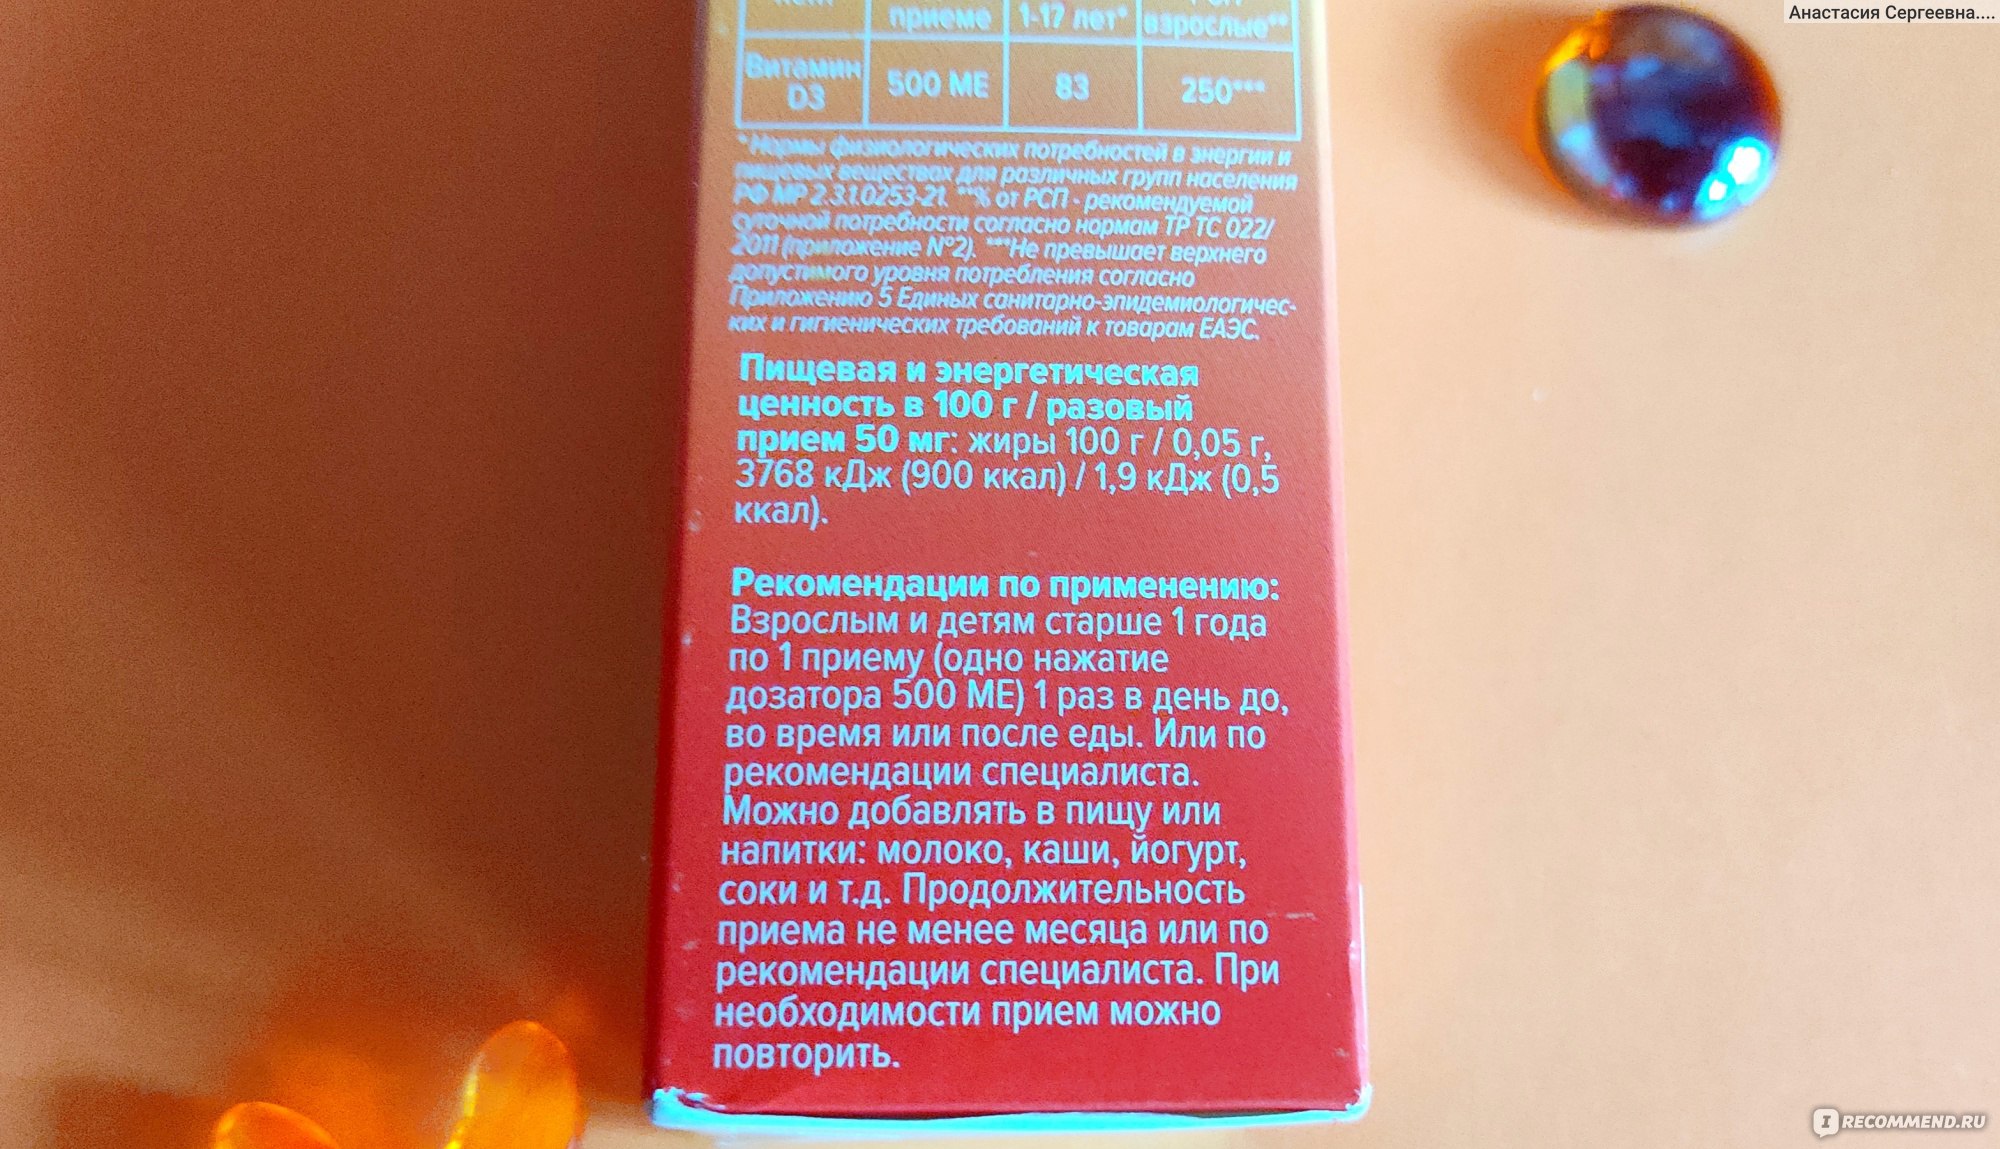 Анастасия Сергеевна....
приеме 1-17 лет* взрослые**
Витамин D3 500 МЕ 83 250***
*Нормы физиологических потребностей в энергии и
пищевых веществах для различных групп населения
РФ МР 2.3.1.0253-21. **% от РСП - рекомендуемой
суточной потребности согласно нормам ТР ТС 022/
2011 (приложение №2). ***Не превышает верхнего
допустимого уровня потребления согласно
Приложению 5 Единых санитарно-эпидемиологичес-
ких и гигиенических требований к товарам ЕАЭС.
Пищевая и энергетическая
ценность в 100 г / разовый
прием 50 мг: жиры 100 г / 0,05 г,
3768 кДж (900 ккал) / 1,9 кДж (0,5
ккал).
Рекомендации по применению:
Взрослым и детям старше 1 года
по 1 приему (одно нажатие
дозатора 500 МЕ) 1 раз в день до,
во время или после еды. Или по
рекомендации специалиста.
Можно добавлять в пищу или
напитки: молоко, каши, йогурт,
соки и т.д. Продолжительность
приема не менее месяца или по
рекомендации специалиста. При
необходимости прием можно
повторить.
IRECOMMEND.RU